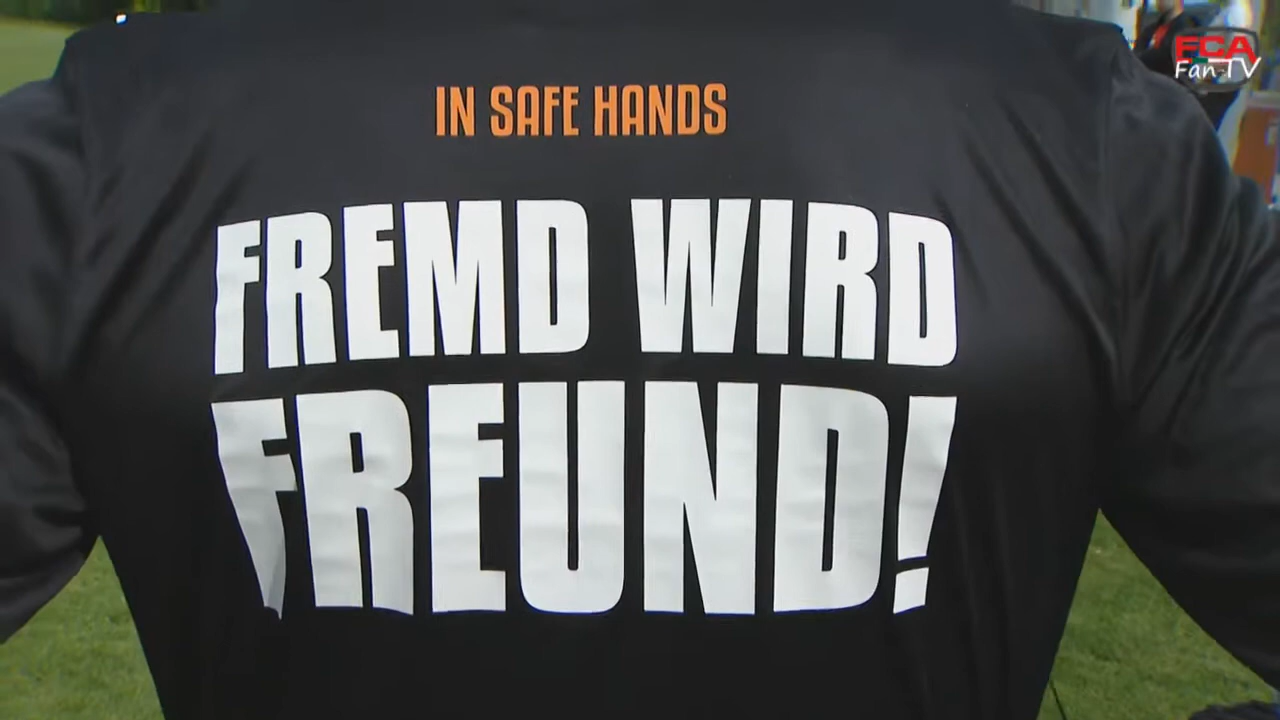 FCA
Fan-TV
IN SAFE HANDS
FREMD WIRD
FREUND!